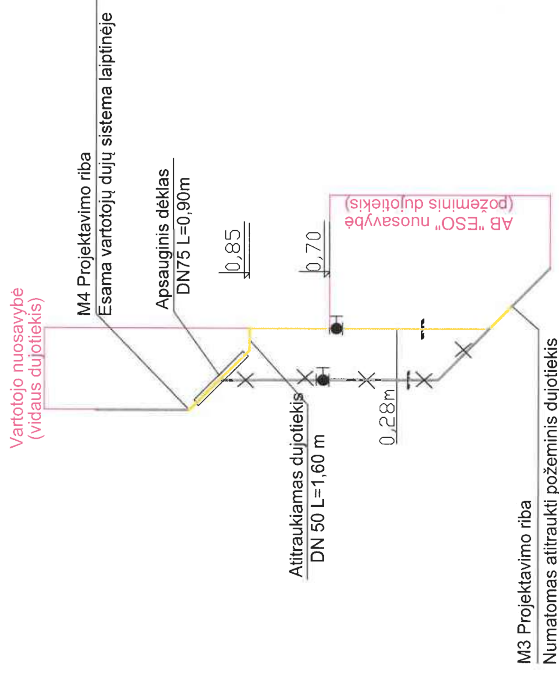 Vartotojo nuosavybė
(vidaus dujotiekis)
M4 Projektavimo riba
Esama vartotojų dujų sistema laiptinėje
Apsauginis dėklas
DN75 L=0,90m
0,85
0,70
AB "ESO" nuosavybė
(požeminis dujotiekis)
Atitraukiamas dujotiekis
DN 50 L=1,60 m
0,28m
M3 Projektavimo riba
Numatomas atitraukti požeminis dujotiekis